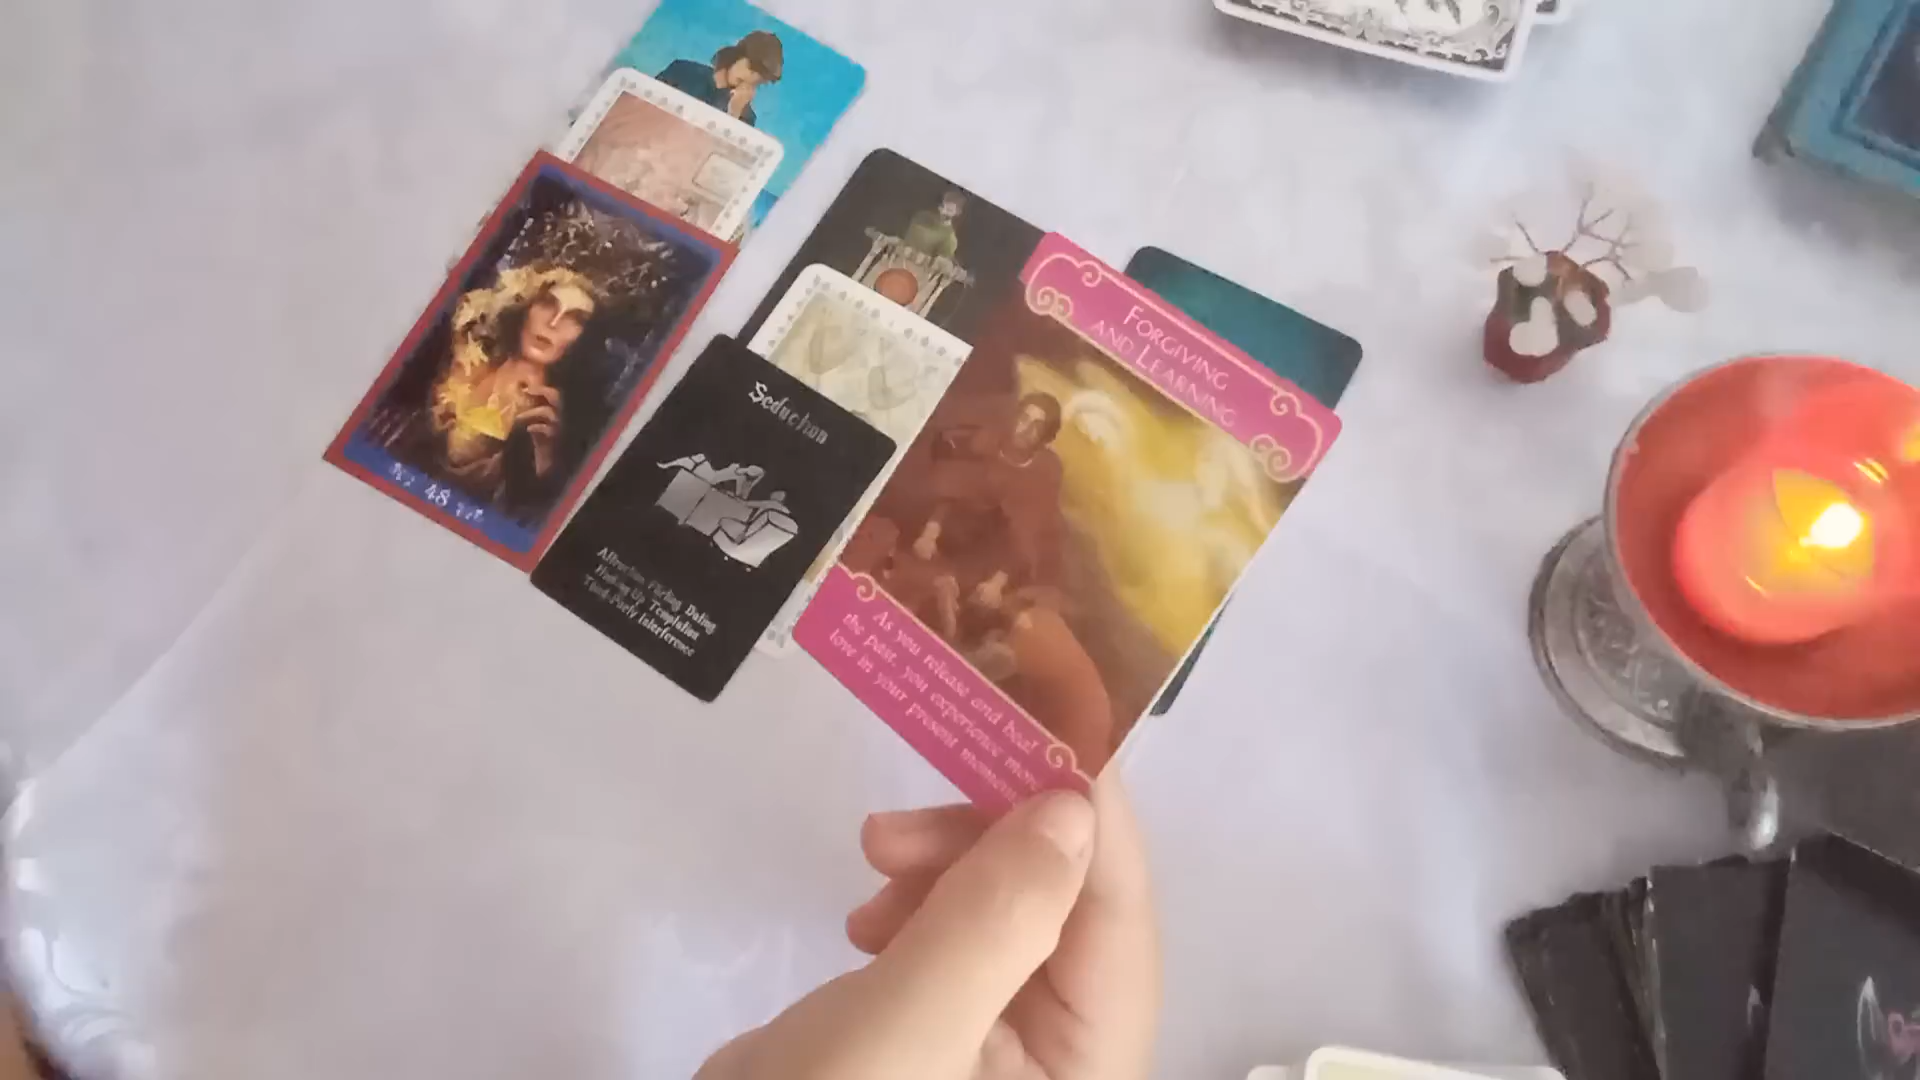 Forgiving
and Learning
As you release and heal
the past, you experience more
love in your present moment
Seduction
Attraction Flirting Dating
Hooking Up Temptation
Third-Party Interference
48